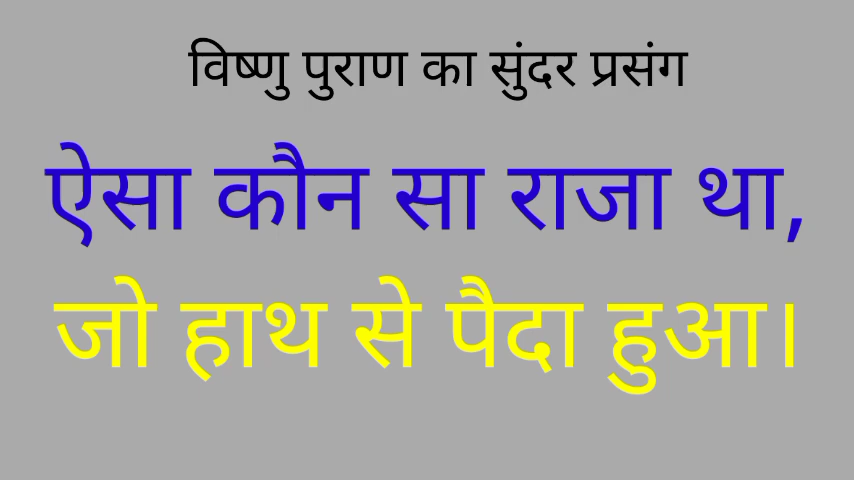 विष्णु पुराण का सुंदर प्रसंग
ऐसा कौन सा राजा था,
जो हाथ से पैदा हुआ।